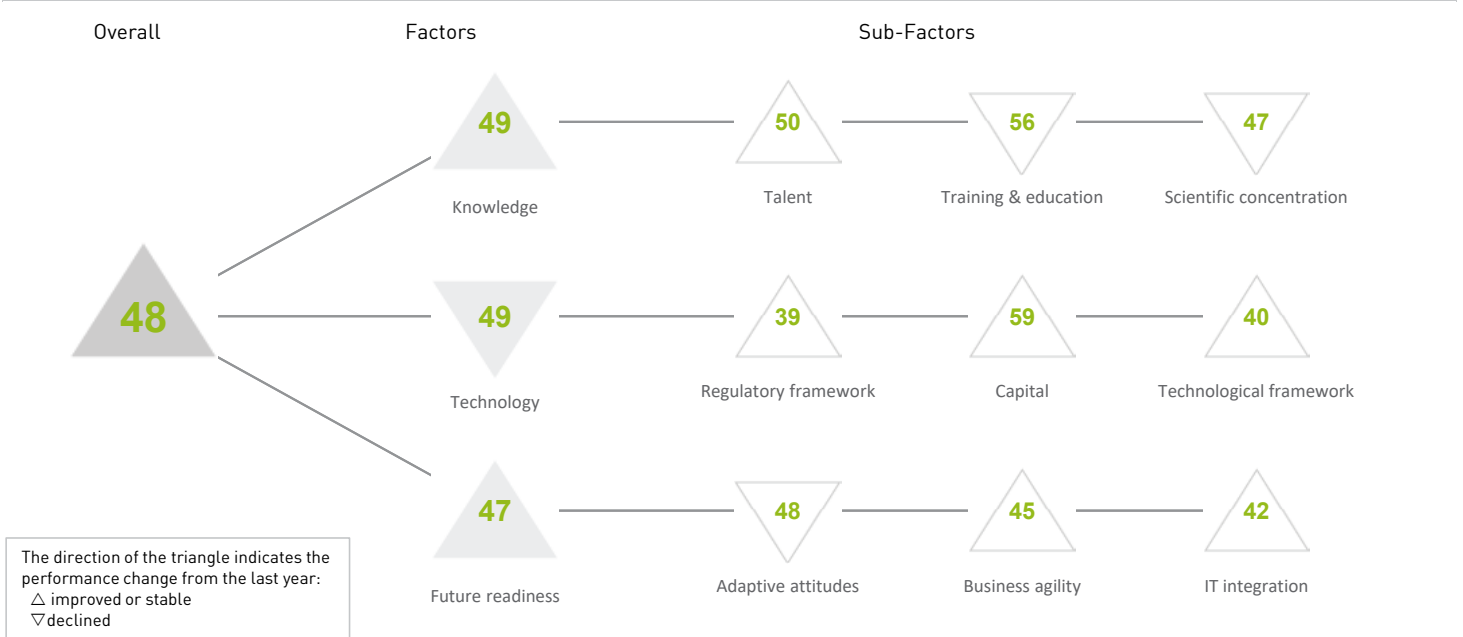 Overall Factors Sub-Factors
49 50 56 47
Knowledge Talent Training & education Scientific concentration
48 49 39 59 40
Technology Regulatory framework Capital Technological framework
47 48 45 42
Future readiness Adaptive attitudes Business agility IT integration
The direction of the triangle indicates the
performance change from the last year:
△ improved or stable
▽declined